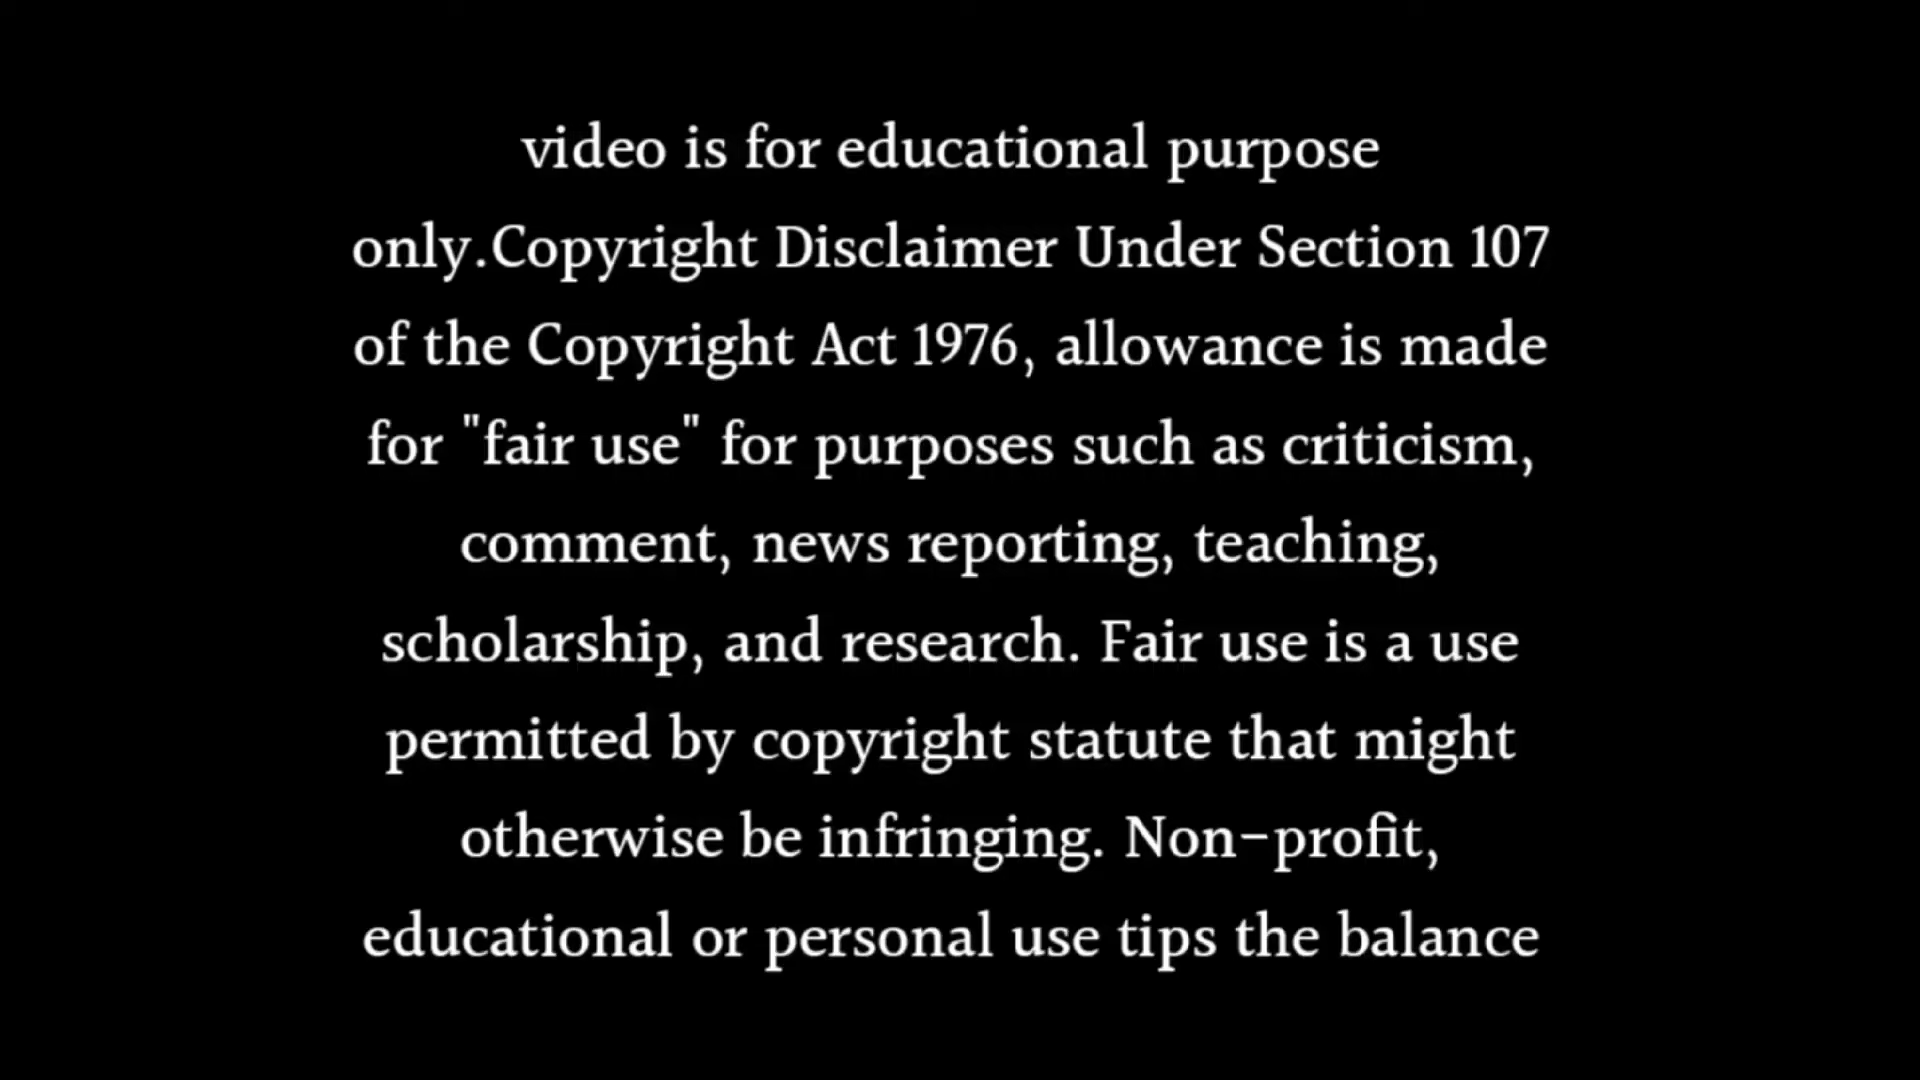 video is for educational purpose
only.Copyright Disclaimer Under Section 107
of the Copyright Act 1976, allowance is made
for "fair use" for purposes such as criticism,
comment, news reporting, teaching,
scholarship, and research. Fair use is a use
permitted by copyright statute that might
otherwise be infringing. Non-profit,
educational or personal use tips the balance